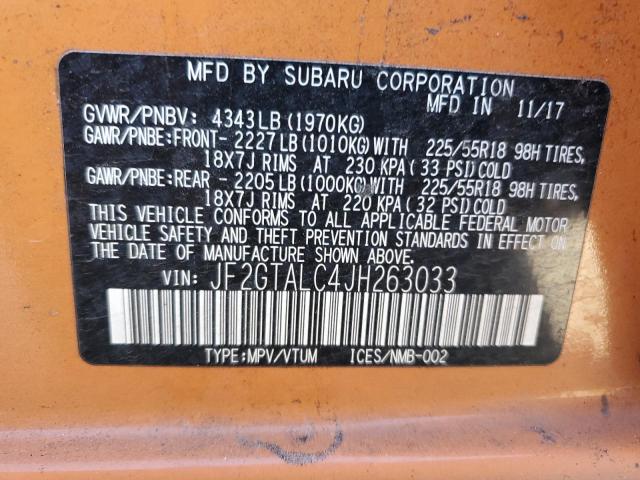 MFD BY SUBARU CORPORATION
MFD IN 11/17
GVWR/PNBV: 4343LB (1970KG)
GAWR/PNBE:FRONT- 2227LB (1010KG) WITH 225/55R18 98H TIRES,
18X7J RIMS AT 230 KPA ( 33 PSI) COLD
GAWR/PNBE:REAR - 2205LB (1000KG) WITH 225/55R18 98H TIRES,
18X7J RIMS AT 220 KPA ( 32 PSI) COLD
THIS VEHICLE CONFORMS TO ALL APPLICABLE FEDERAL MOTOR
VEHICLE SAFETY AND THEFT PREVENTION STANDARDS IN EFFECT ON
THE DATE OF MANUFACTURE SHOWN ABOVE.
VIN: JF2GTALC4JH263033
TYPE:MPV/VTUM ICES/NMB-002